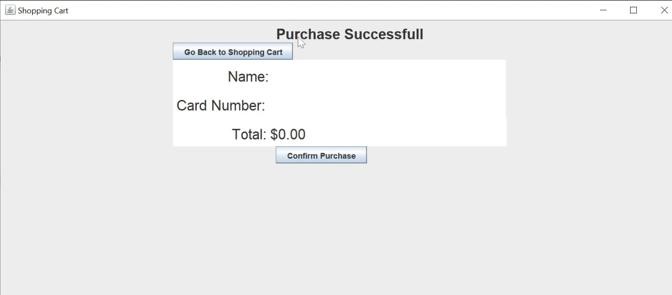 Shopping Cart
Purchase Successfull
Go Back to Shopping Cart
Name:
Card Number:
Total: $0.00
Confirm Purchase